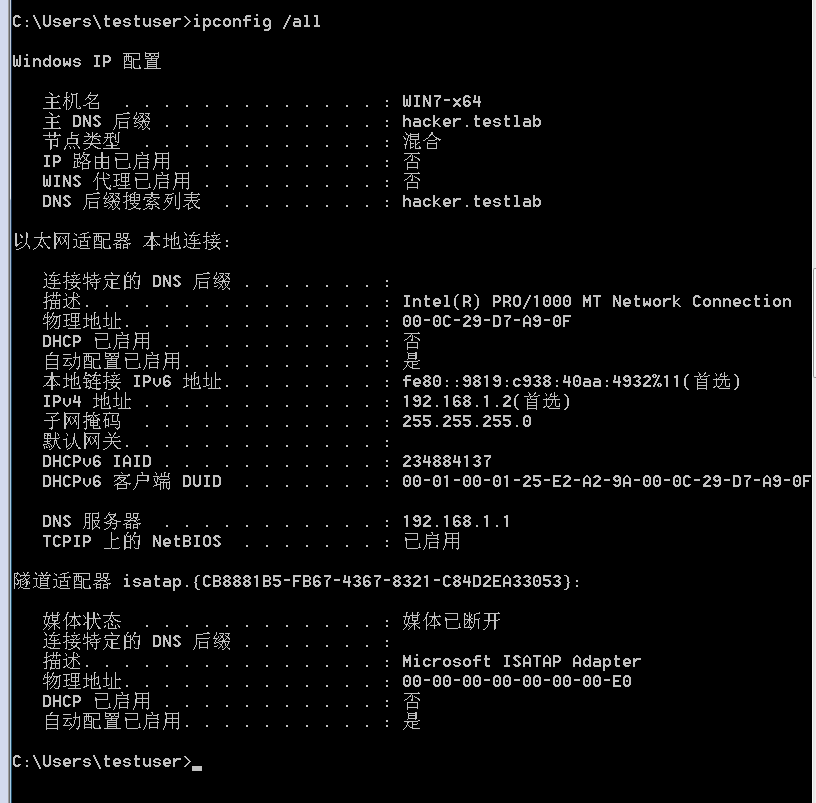 C:\Users\testuser>ipconfig /all
Windows IP 配置
主机名 . . . . . . . . . . . . . : WIN7-x64
主 DNS 后缀 . . . . . . . . . . . : hacker.testlab
节点类型 . . . . . . . . . . . . : 混合
IP 路由已启用 . . . . . . . . . . : 否
WINS 代理已启用 . . . . . . . . . : 否
DNS 后缀搜索列表 . . . . . . . . : hacker.testlab
以太网适配器 本地连接:
连接特定的 DNS 后缀 . . . . . . . :
描述. . . . . . . . . . . . . . . : Intel(R) PRO/1000 MT Network Connection
物理地址. . . . . . . . . . . . . : 00-0C-29-D7-A9-0F
DHCP 已启用 . . . . . . . . . . . : 否
自动配置已启用. . . . . . . . . . : 是
本地链接 IPv6 地址. . . . . . . . : fe80::9819:c938:40aa:4932%11(首选)
IPv4 地址 . . . . . . . . . . . . : 192.168.1.2(首选)
子网掩码 . . . . . . . . . . . . : 255.255.255.0
默认网关. . . . . . . . . . . . . :
DHCPv6 IAID . . . . . . . . . . . : 234884137
DHCPv6 客户端 DUID . . . . . . . : 00-01-00-01-25-E2-A2-9A-00-0C-29-D7-A9-0F
DNS 服务器 . . . . . . . . . . . : 192.168.1.1
TCPIP 上的 NetBIOS . . . . . . . : 已启用
隧道适配器 isatap.{CB8881B5-FB67-4367-8321-C84D2EA33053}:
媒体状态 . . . . . . . . . . . . : 媒体已断开
连接特定的 DNS 后缀 . . . . . . . :
描述. . . . . . . . . . . . . . . : Microsoft ISATAP Adapter
物理地址. . . . . . . . . . . . . : 00-00-00-00-00-00-00-E0
DHCP 已启用 . . . . . . . . . . . : 否
自动配置已启用. . . . . . . . . . : 是
C:\Users\testuser>_